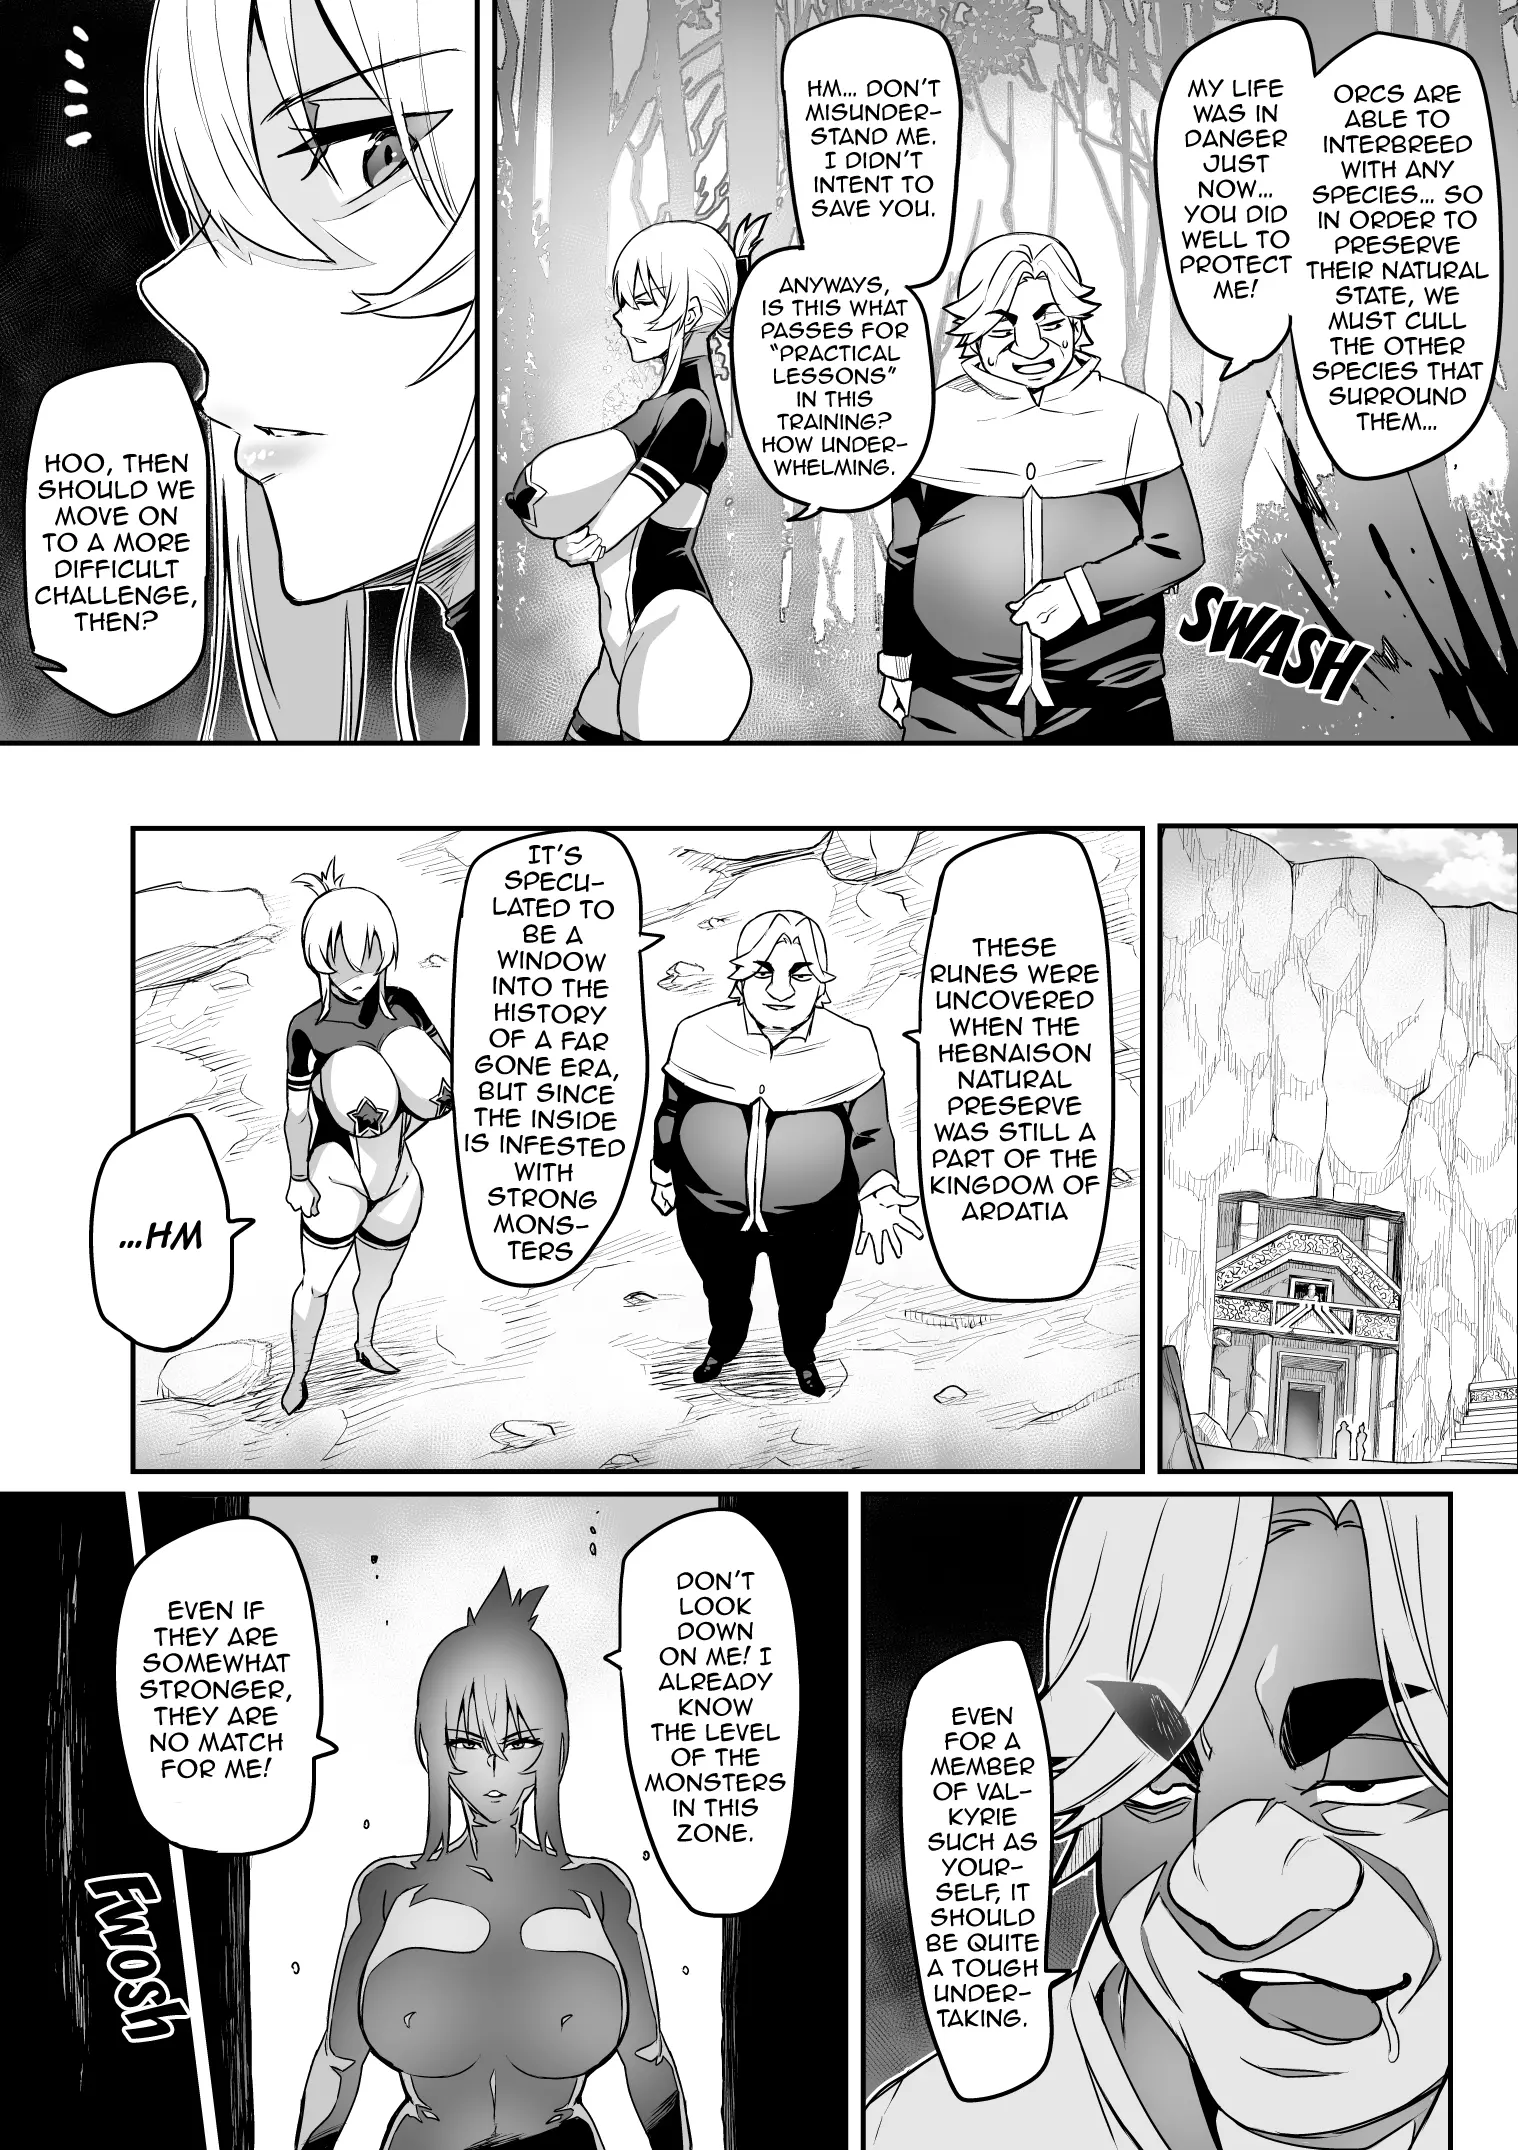 ORCS ARE
ABLE TO
INTERBREED
WITH ANY
SPECIES... SO
IN ORDER TO
PRESERVE
THEIR NATURAL
STATE, WE
MUST CULL
THE OTHER
SPECIES THAT
SURROUND
THEM...
MY LIFE
WAS IN
DANGER
JUST
NOW...
YOU DID
WELL TO
PROTECT
ME!
SWASH
HM... DON'T
MISUNDER-
STAND ME.
I DIDN'T
INTENT TO
SAVE YOU.
ANYWAYS,
IS THIS WHAT
PASSES FOR
"PRACTICAL
LESSONS"
IN THIS
TRAINING?
HOW UNDER-
WHELMING.
HOO, THEN
SHOULD WE
MOVE ON
TO A MORE
DIFFICULT
CHALLENGE,
THEN?
THESE
RUNES WERE
UNCOVERED
WHEN THE
HEBNAISON
NATURAL
PRESERVE
WAS STILL A
PART OF THE
KINGDOM OF
ARDATIA
IT'S
SPECU-
LATED TO
BE A
WINDOW
INTO THE
HISTORY
OF A FAR
GONE ERA,
BUT SINCE
THE INSIDE
IS INFESTED
WITH
STRONG
MONS-
TERS
...HM
EVEN
FOR A
MEMBER
OF VAL-
KYRIE
SUCH AS
YOUR-
SELF, IT
SHOULD
BE QUITE
A TOUGH
UNDER-
TAKING.
DON'T
LOOK
DOWN
ON ME! I
ALREADY
KNOW
THE LEVEL
OF THE
MONSTERS
IN THIS
ZONE.
EVEN IF
THEY ARE
SOMEWHAT
STRONGER,
THEY ARE
NO MATCH
FOR ME!
FWOSH